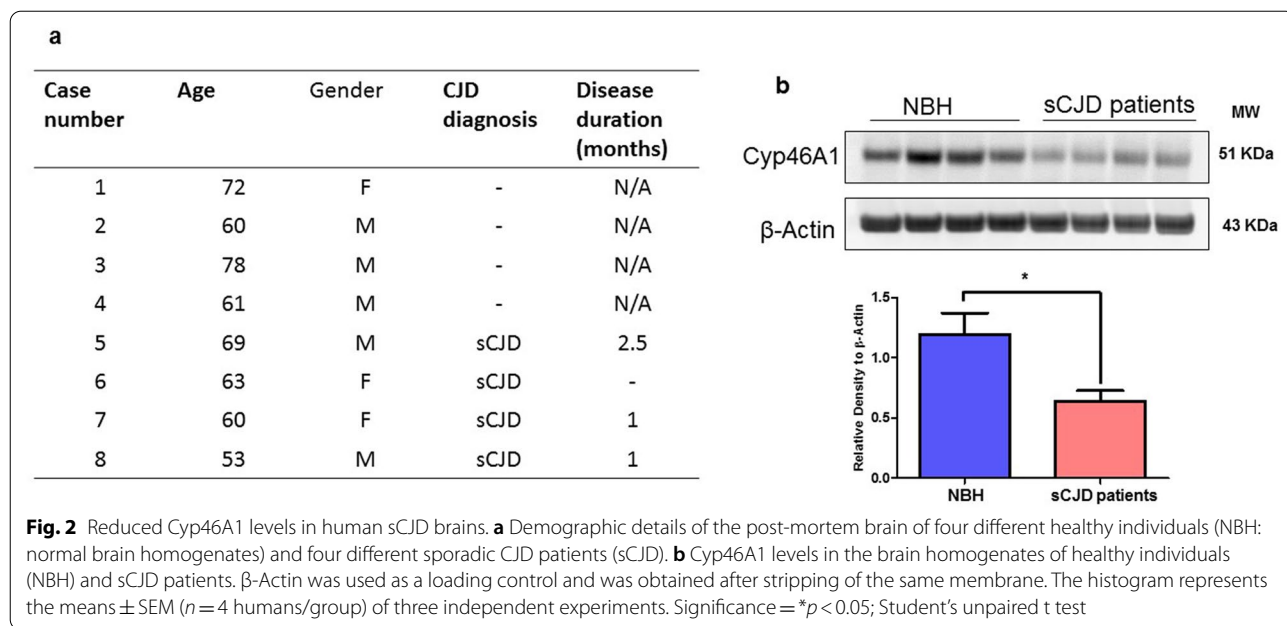 a
Case number Age Gender CJD diagnosis Disease duration (months)
1 72 F - N/A
2 60 M - N/A
3 78 M - N/A
4 61 M - N/A
5 69 M sCJD 2.5
6 63 F sCJD -
7 60 F sCJD 1
8 53 M sCJD 1
b
NBH sCJD patients MW
Cyp46A1 51 KDa
β-Actin 43 KDa
*
Relative Density to β-Actin
1.5
1.0
0.5
0.0
NBH sCJD patients
Fig. 2 Reduced Cyp46A1 levels in human sCJD brains. a Demographic details of the post-mortem brain of four different healthy individuals (NBH:
normal brain homogenates) and four different sporadic CJD patients (sCJD). b Cyp46A1 levels in the brain homogenates of healthy individuals
(NBH) and sCJD patients. β-Actin was used as a loading control and was obtained after stripping of the same membrane. The histogram represents
the means ± SEM (n = 4 humans/group) of three independent experiments. Significance = *p < 0.05; Student's unpaired t test